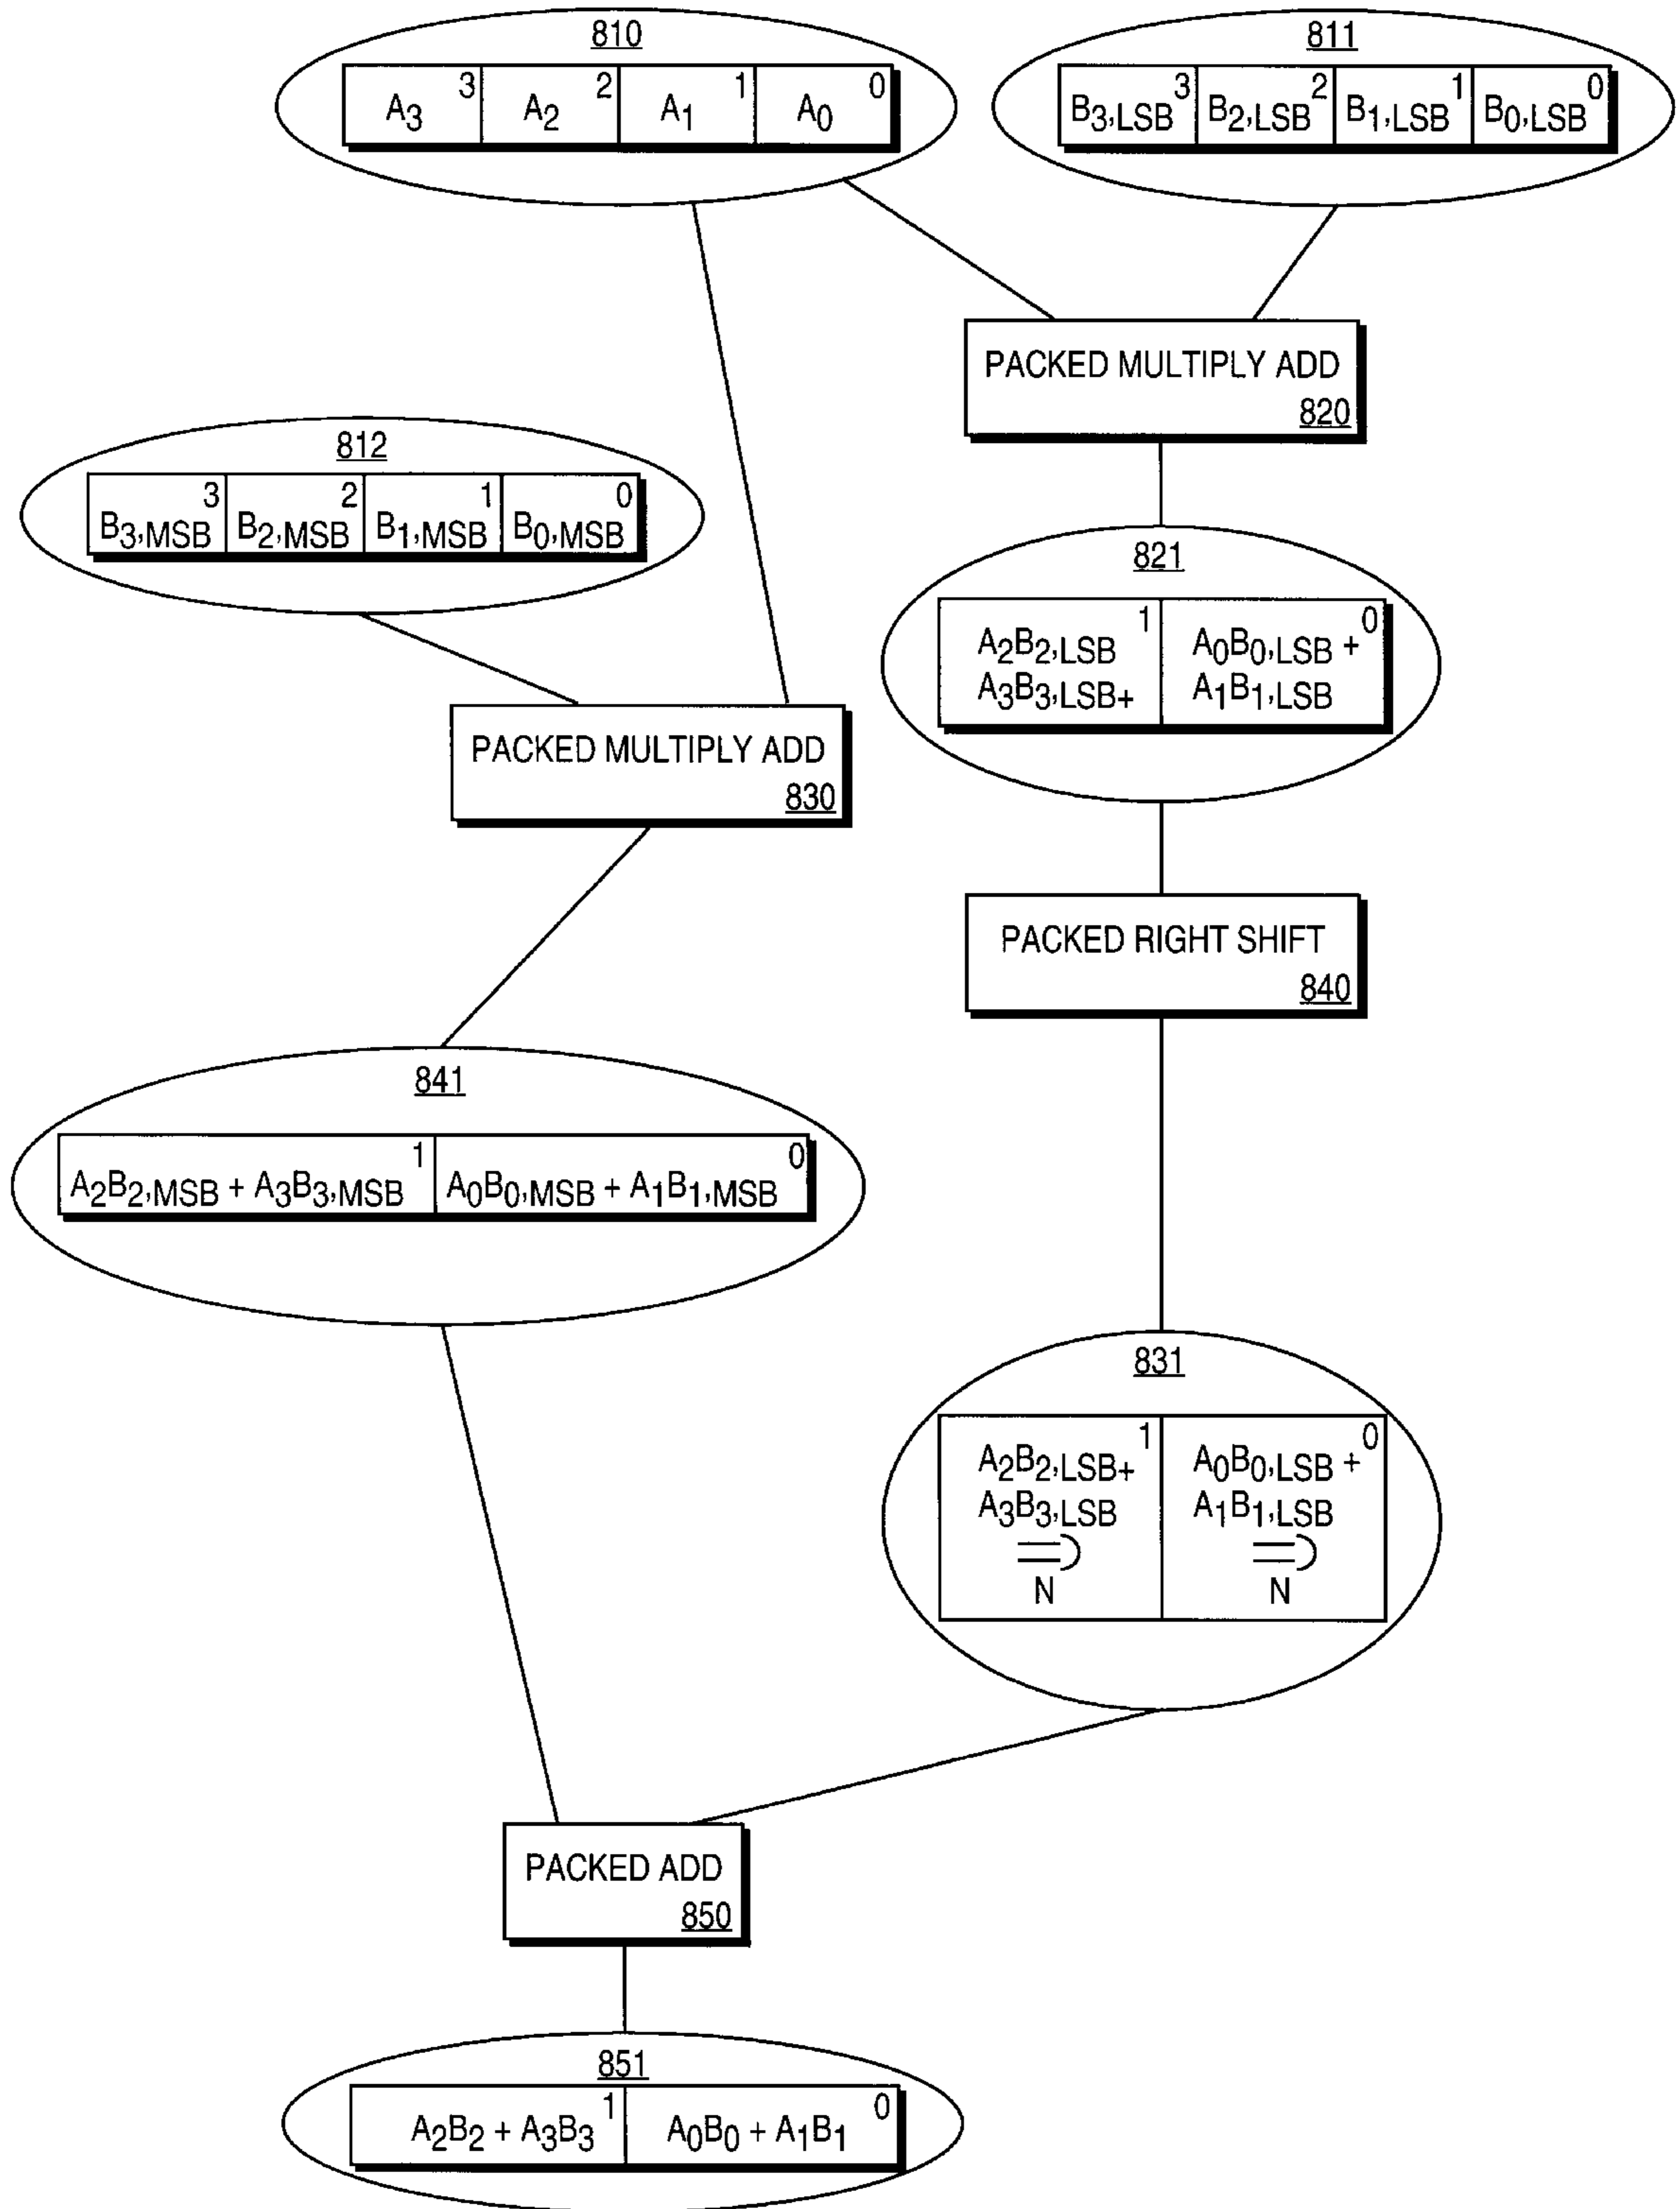 810
3 2 1 0
A3 A2 A1 A0
811
3 2 1 0
B3,LSB B2,LSB B1,LSB B0,LSB
PACKED MULTIPLY ADD
820
812
3 2 1 0
B3,MSB B2,MSB B1,MSB B0,MSB
821
1 0
A2B2,LSB A0B0,LSB +
A3B3,LSB+ A1B1,LSB
PACKED MULTIPLY ADD
830
PACKED RIGHT SHIFT
840
841
1 0
A2B2,MSB + A3B3,MSB A0B0,MSB + A1B1,MSB
831
1 0
A2B2,LSB+ A0B0,LSB +
A3B3,LSB A1B1,LSB
N N
PACKED ADD
850
851
1 0
A2B2 + A3B3 A0B0 + A1B1